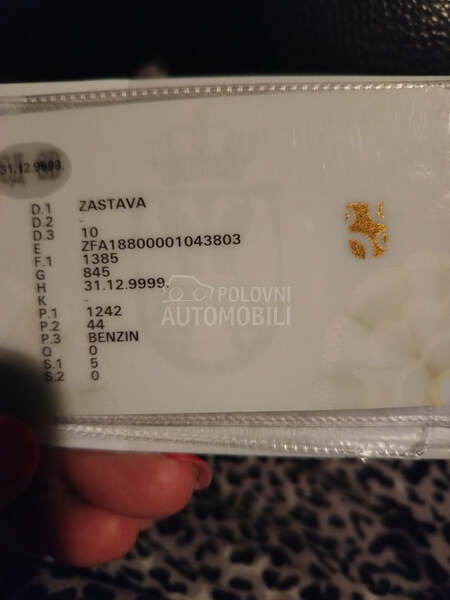 31.12.9999.
D.1 ZASTAVA
D.2 -
D.3 10
E ZFA18800001043803
F.1 1385
G 845
H 31.12.9999.
K -
P.1 1242
P.2 44
P.3 BENZIN
Q 0
S.1 5
S.2 0
POLOVNI
AUTOMOBILI